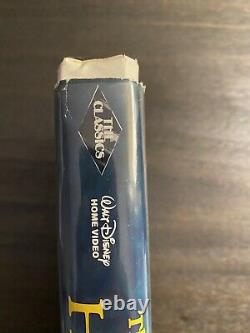 THE
CLASSICS
WALT DISNEY
HOME VIDEO